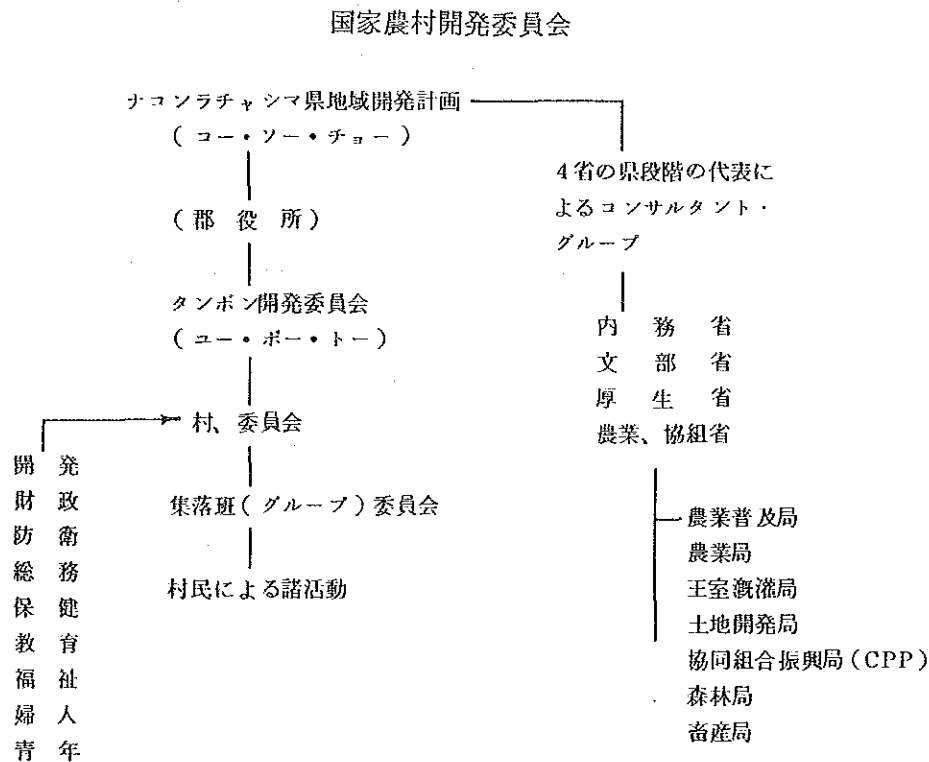 国家農村開発委員会
ナコンラチャシマ県地域開発計画
(コー・ソー・チョー)
(郡役所)
タンボン開発委員会
(ユー・ポー・トー)
村、委員会
集落班(グループ)委員会
村民による諸活動
開発
財政
防衛
総務
保健
教育
福祉
婦人
青年
4省の県段階の代表に
よるコンサルタント・
グループ
内務省
文部省
厚生省
農業、協組省
農業普及局
農業局
王室漑灌局
土地開発局
協同組合振興局(CPP)
森林局
畜産局